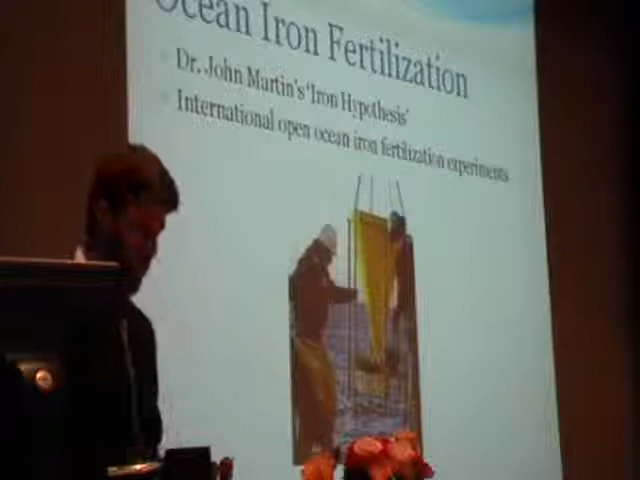 Ocean Iron Fertilization
Dr. John Martin's 'Iron Hypothesis'
International open ocean iron fertilization experiments